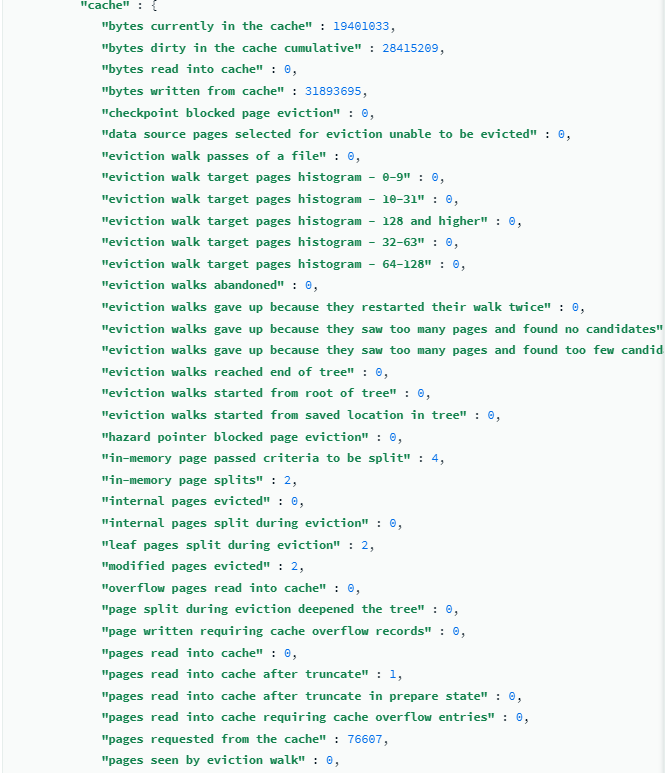 "cache" : {
"bytes currently in the cache" : 19401033,
"bytes dirty in the cache cumulative" : 28415209,
"bytes read into cache" : 0,
"bytes written from cache" : 31893695,
"checkpoint blocked page eviction" : 0,
"data source pages selected for eviction unable to be evicted" : 0,
"eviction walk passes of a file" : 0,
"eviction walk target pages histogram - 0-9" : 0,
"eviction walk target pages histogram - 10-31" : 0,
"eviction walk target pages histogram - 128 and higher" : 0,
"eviction walk target pages histogram - 32-63" : 0,
"eviction walk target pages histogram - 64-128" : 0,
"eviction walks abandoned" : 0,
"eviction walks gave up because they restarted their walk twice" : 0,
"eviction walks gave up because they saw too many pages and found no candidates"
"eviction walks gave up because they saw too many pages and found too few candid
"eviction walks reached end of tree" : 0,
"eviction walks started from root of tree" : 0,
"eviction walks started from saved location in tree" : 0,
"hazard pointer blocked page eviction" : 0,
"in-memory page passed criteria to be split" : 4,
"in-memory page splits" : 2,
"internal pages evicted" : 0,
"internal pages split during eviction" : 0,
"leaf pages split during eviction" : 2,
"modified pages evicted" : 2,
"overflow pages read into cache" : 0,
"page split during eviction deepened the tree" : 0,
"page written requiring cache overflow records" : 0,
"pages read into cache" : 0,
"pages read into cache after truncate" : 1,
"pages read into cache after truncate in prepare state" : 0,
"pages read into cache requiring cache overflow entries" : 0,
"pages requested from the cache" : 76607,
"pages seen by eviction walk" : 0,